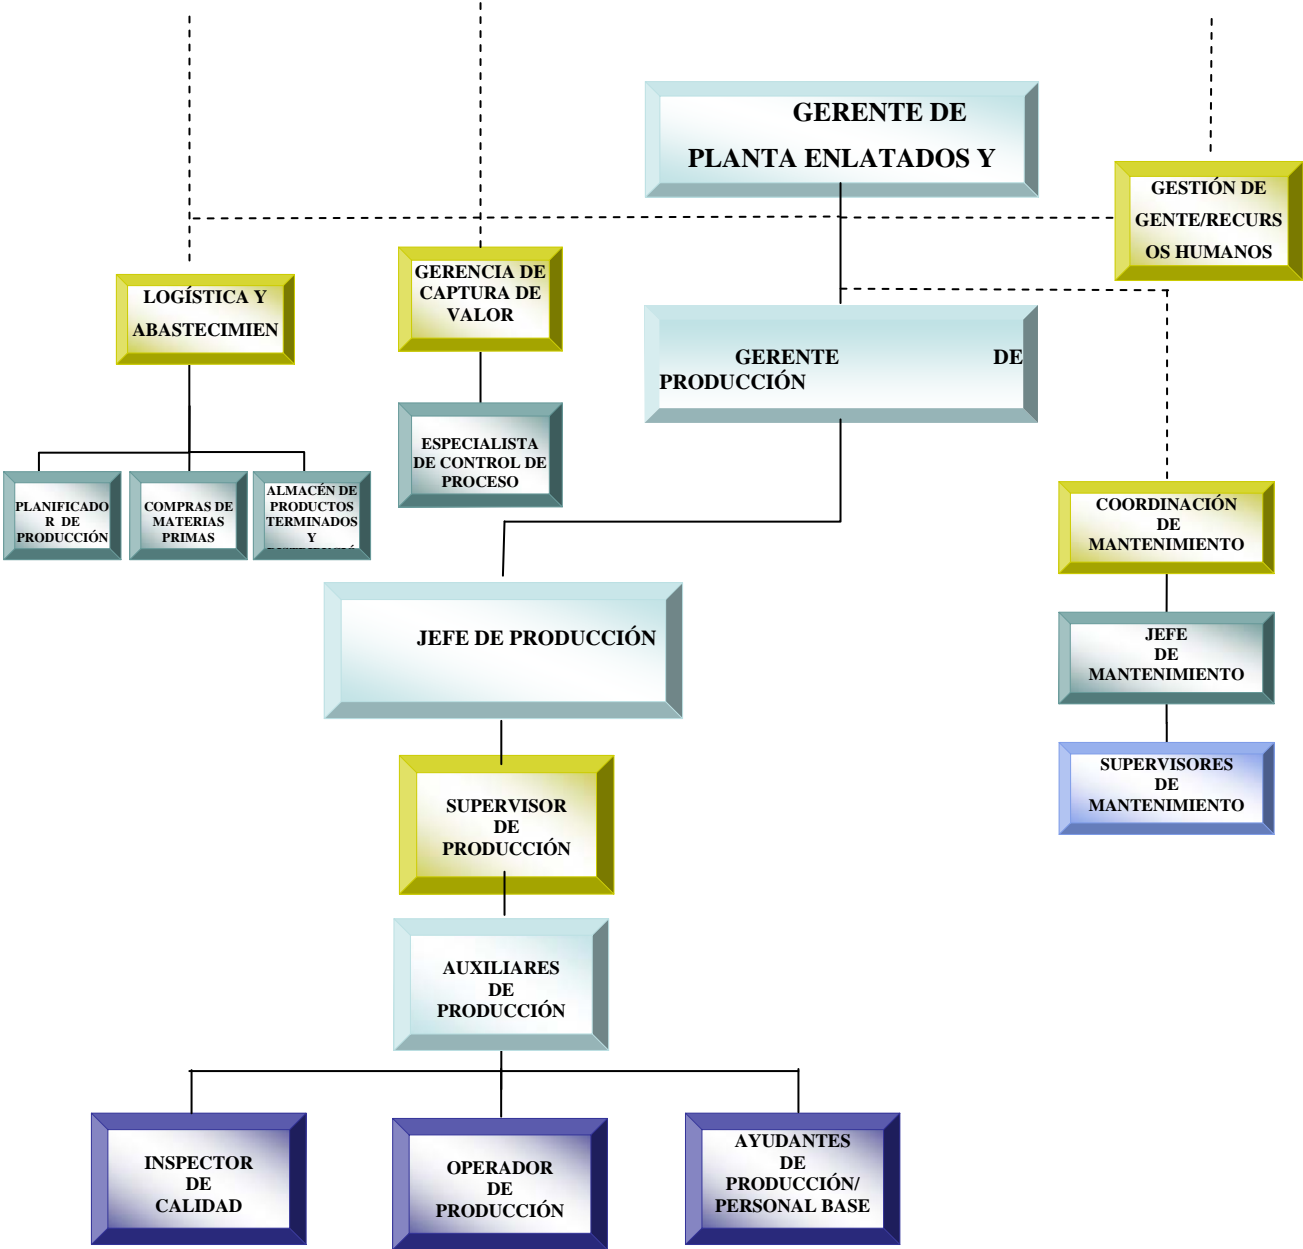 GERENTE DE
PLANTA ENLATADOS Y
GESTIÓN DE
GENTE/RECURS
OS HUMANOS
GERENCIA DE
CAPTURA DE
VALOR
LOGÍSTICA Y
ABASTECIMIEN
GERENTE DE
PRODUCCIÓN
ESPECIALISTA
DE CONTROL DE
PROCESO
PLANIFICADO
R DE
PRODUCCIÓN
COMPRAS DE
MATERIAS
PRIMAS
ALMACÉN DE
PRODUCTOS
TERMINADOS
Y
COORDINACIÓN
DE
MANTENIMIENTO
JEFE DE PRODUCCIÓN
JEFE
DE
MANTENIMIENTO
SUPERVISORES
DE
MANTENIMIENTO
SUPERVISOR
DE
PRODUCCIÓN
AUXILIARES
DE
PRODUCCIÓN
INSPECTOR
DE
CALIDAD
OPERADOR
DE
PRODUCCIÓN
AYUDANTES
DE
PRODUCCIÓN/
PERSONAL BASE